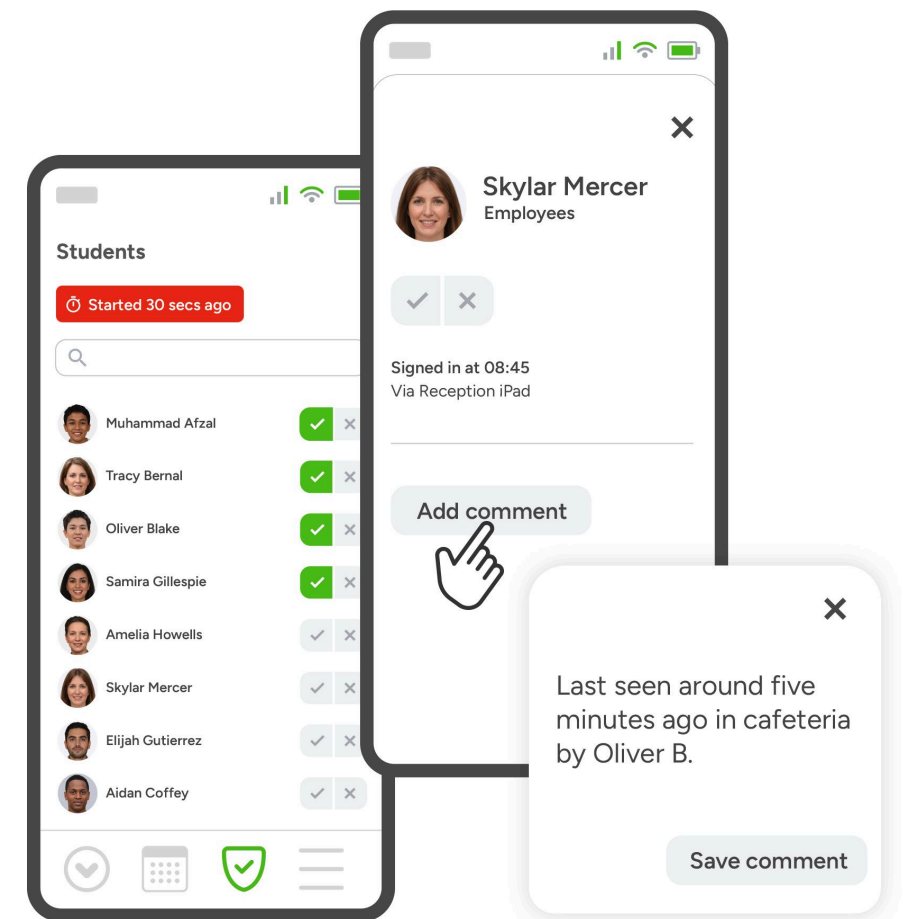 Students
Started 30 secs ago
Muhammad Afzal
Tracy Bernal
Oliver Blake
Samira Gillespie
Amelia Howells
Skylar Mercer
Elijah Gutierrez
Aidan Coffey
Skylar Mercer
Employees
Signed in at 08:45
Via Reception iPad
Add comment
Last seen around five
minutes ago in cafeteria
by Oliver B.
Save comment